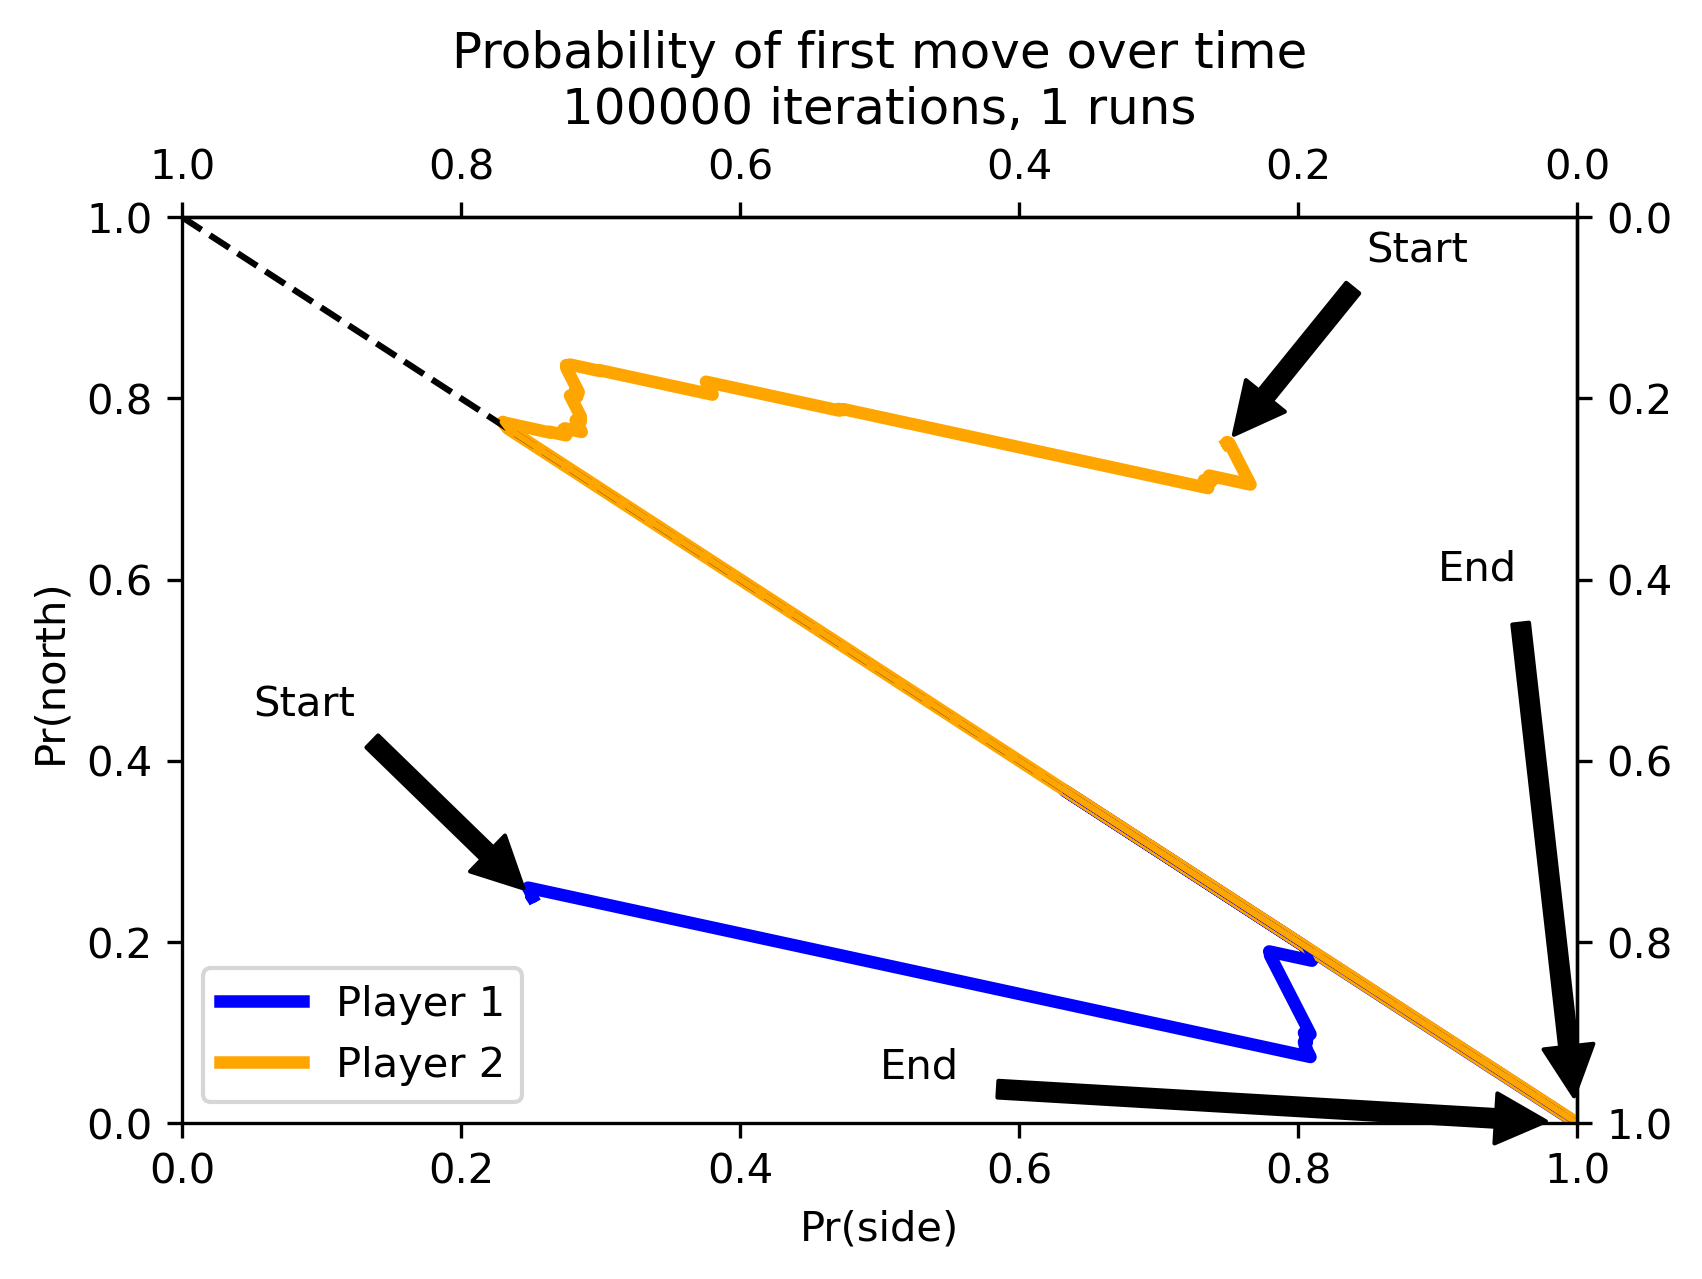 Probability of first move over time
100000 iterations, 1 runs
1.0 0.8 0.6 0.4 0.2 0.0
1.0 0.0
Start
0.8 0.2
End
0.6 0.4
Pr(north)
Start
0.4 0.6
0.2 0.8
Player 1
Player 2
End
0.0 1.0
0.0 0.2 0.4 0.6 0.8 1.0
Pr(side)